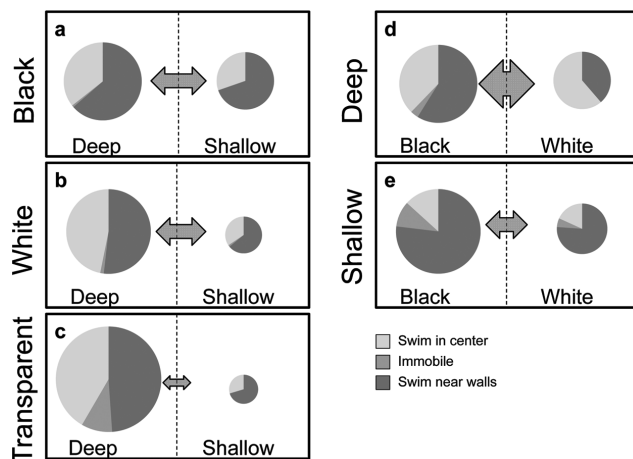 a
Black
Deep
Shallow
b
White
Deep
Shallow
c
Transparent
Deep
Shallow
d
Deep
Black
White
e
Shallow
Black
White
Swim in center
Immobile
Swim near walls